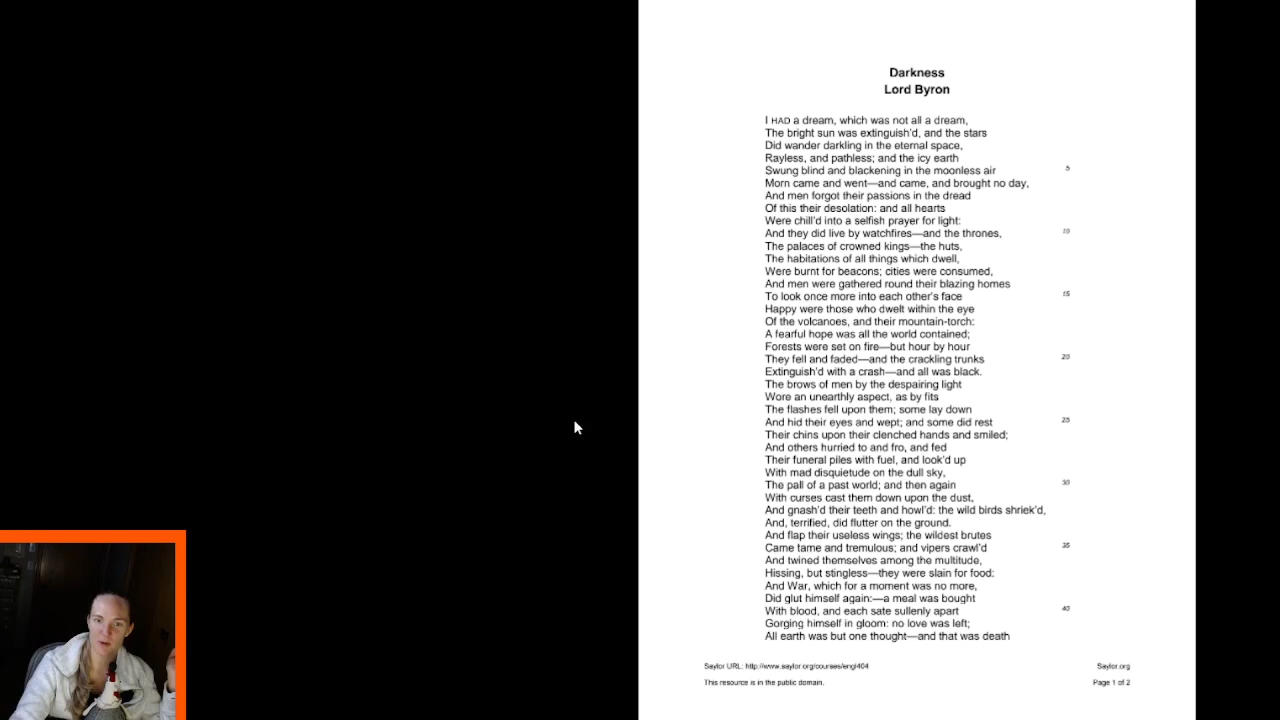 Darkness
Lord Byron
I HAD a dream, which was not all a dream,
The bright sun was extinguish'd, and the stars
Did wander darkling in the eternal space,
Rayless, and pathless; and the icy earth
Swung blind and blackening in the moonless air
5
Morn came and went—and came, and brought no day,
And men forgot their passions in the dread
Of this their desolation: and all hearts
Were chill'd into a selfish prayer for light:
And they did live by watchfires—and the thrones,
10
The palaces of crowned kings—the huts,
The habitations of all things which dwell,
Were burnt for beacons; cities were consumed,
And men were gathered round their blazing homes
To look once more into each other's face
15
Happy were those who dwelt within the eye
Of the volcanoes, and their mountain-torch:
A fearful hope was all the world contained;
Forests were set on fire—but hour by hour
They fell and faded—and the crackling trunks
20
Extinguish'd with a crash—and all was black.
The brows of men by the despairing light
Wore an unearthly aspect, as by fits
The flashes fell upon them; some lay down
And hid their eyes and wept; and some did rest
25
Their chins upon their clenched hands and smiled;
And others hurried to and fro, and fed
Their funeral piles with fuel, and look'd up
With mad disquietude on the dull sky,
The pall of a past world; and then again
30
With curses cast them down upon the dust,
And gnash'd their teeth and howl'd: the wild birds shriek'd,
And, terrified, did flutter on the ground.
And flap their useless wings; the wildest brutes
Came tame and tremulous; and vipers crawl'd
35
And twined themselves among the multitude,
Hissing, but stingless—they were slain for food:
And War, which for a moment was no more,
Did glut himself again:—a meal was bought
With blood, and each sate sullenly apart
40
Gorging himself in gloom: no love was left;
All earth was but one thought—and that was death
Saylor URL: http://www.saylor.org/courses/engl404
Saylor.org
This resource is in the public domain.
Page 1 of 2